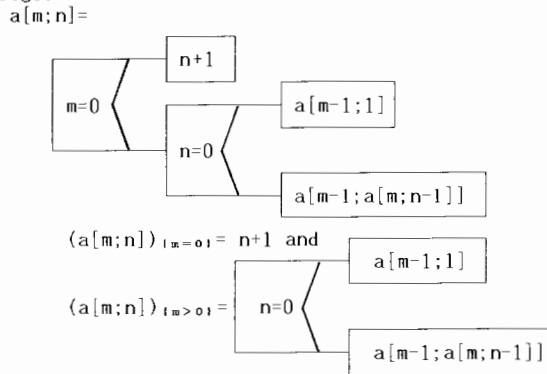 a[m;n]=
n+1
m=0
a[m-1;1]
n=0
a[m-1;a[m;n-1]]
(a[m;n]){m=0}= n+1 and
a[m-1;1]
(a[m;n]){m>0}=
n=0
a[m-1;a[m;n-1]]